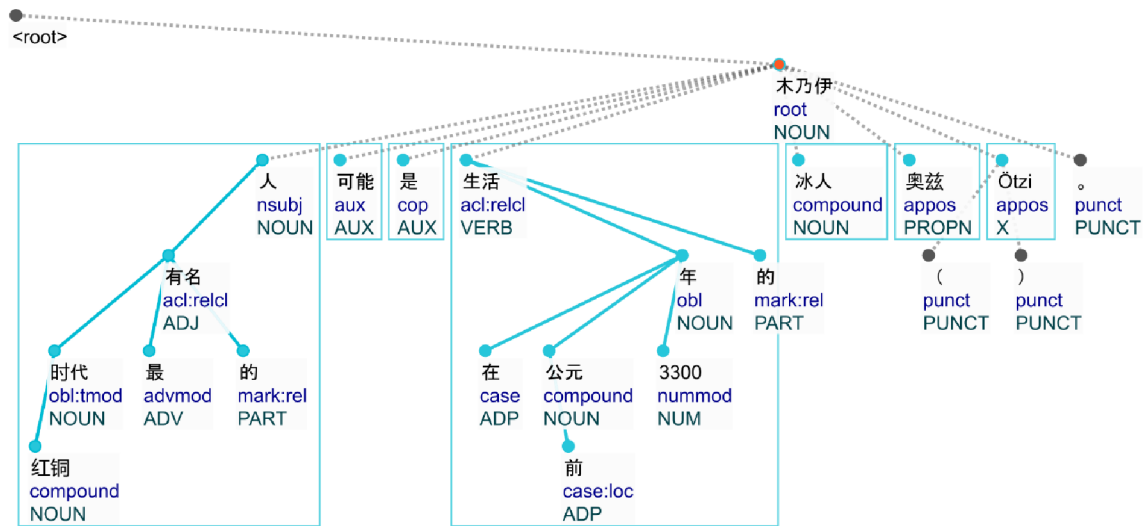 <root>
木乃伊
root
NOUN
人
nsubj
NOUN
可能
aux
AUX
是
cop
AUX
生活
acl:relcl
VERB
冰人
compound
NOUN
奥兹
appos
PROPN
Ötzi
appos
X
。
punct
PUNCT
有名
acl:relcl
ADJ
年
obl
NOUN
的
mark:rel
PART
（
punct
PUNCT
）
punct
PUNCT
时代
obl:tmod
NOUN
最
advmod
ADV
的
mark:rel
PART
在
case
ADP
公元
compound
NOUN
3300
nummod
NUM
红铜
compound
NOUN
前
case:loc
ADP